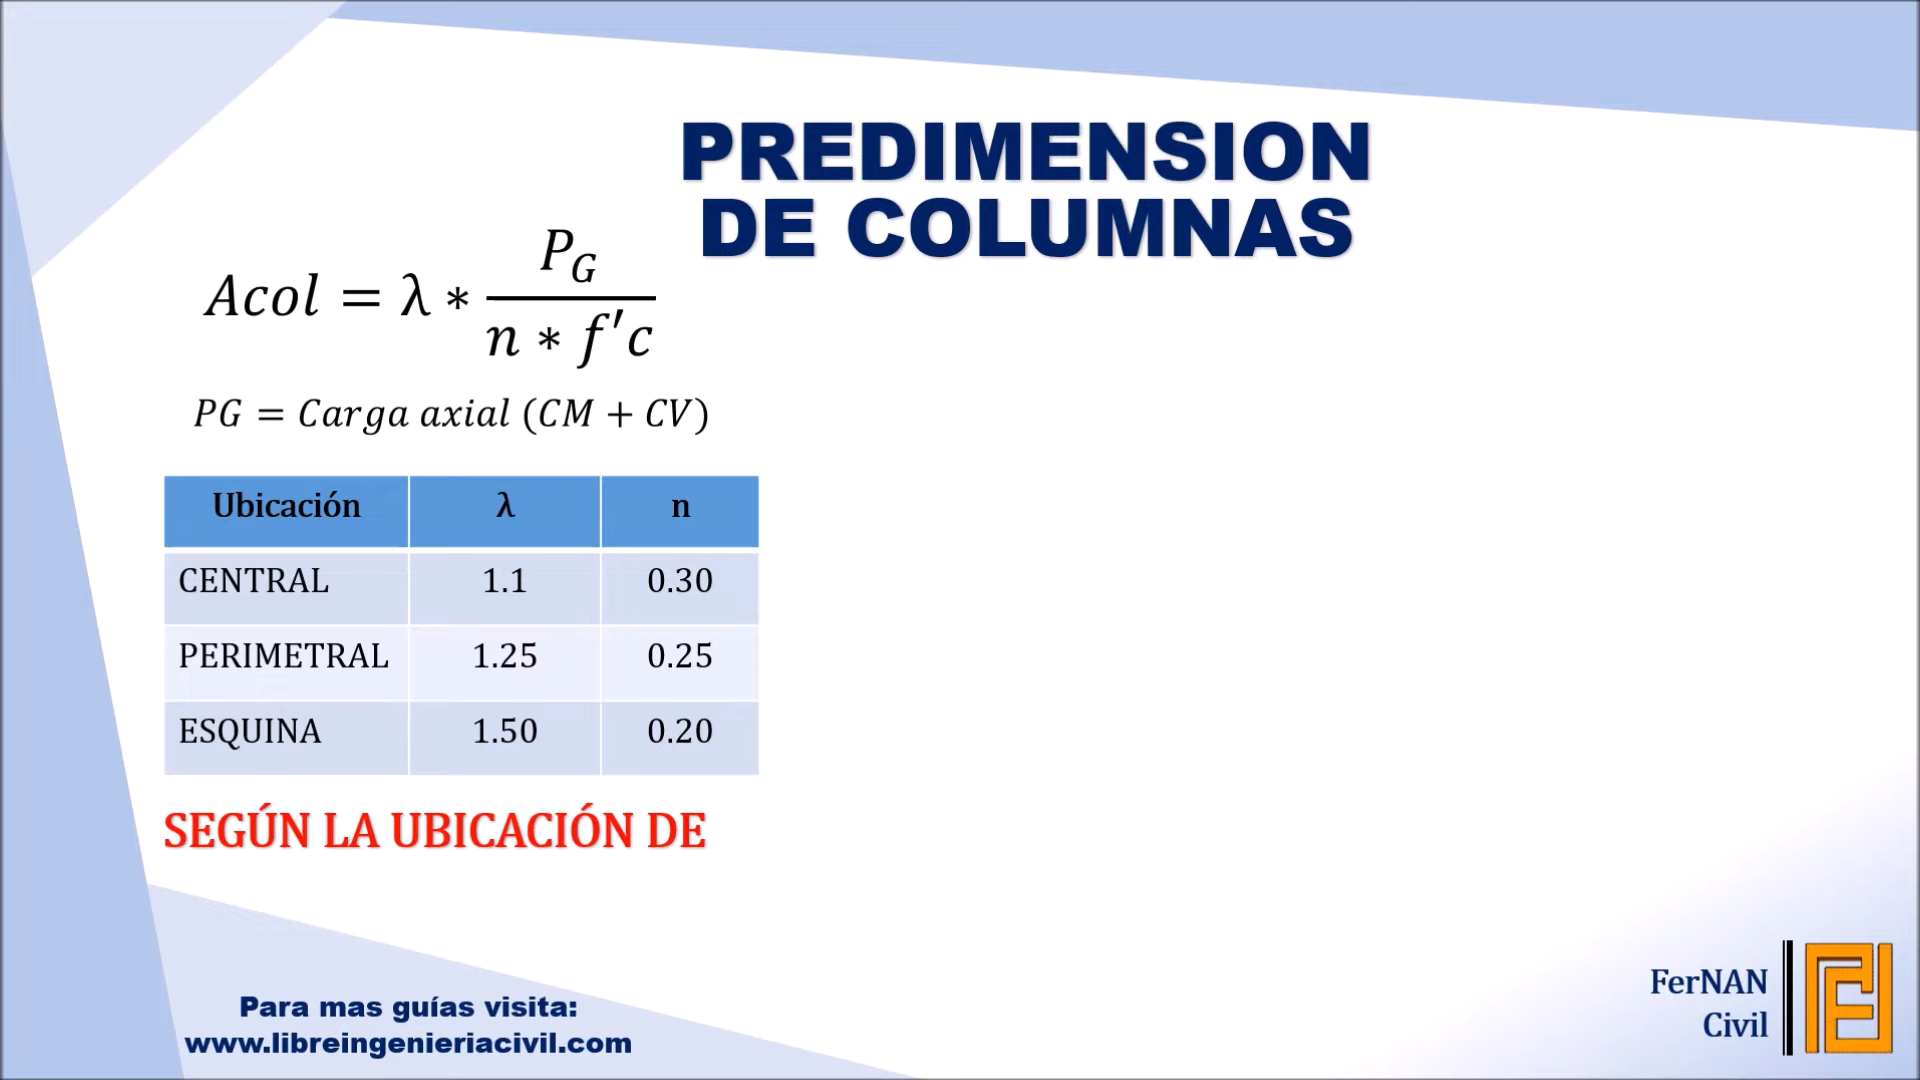 PREDIMENSION
DE COLUMNAS
Acol = λ * P_G / (n * f'c)
PG = Carga axial (CM + CV)
Ubicación λ n
CENTRAL 1.1 0.30
PERIMETRAL 1.25 0.25
ESQUINA 1.50 0.20
SEGÚN LA UBICACIÓN DE
Para mas guías visita:
www.libreingenieriacivil.com
FerNAN
Civil